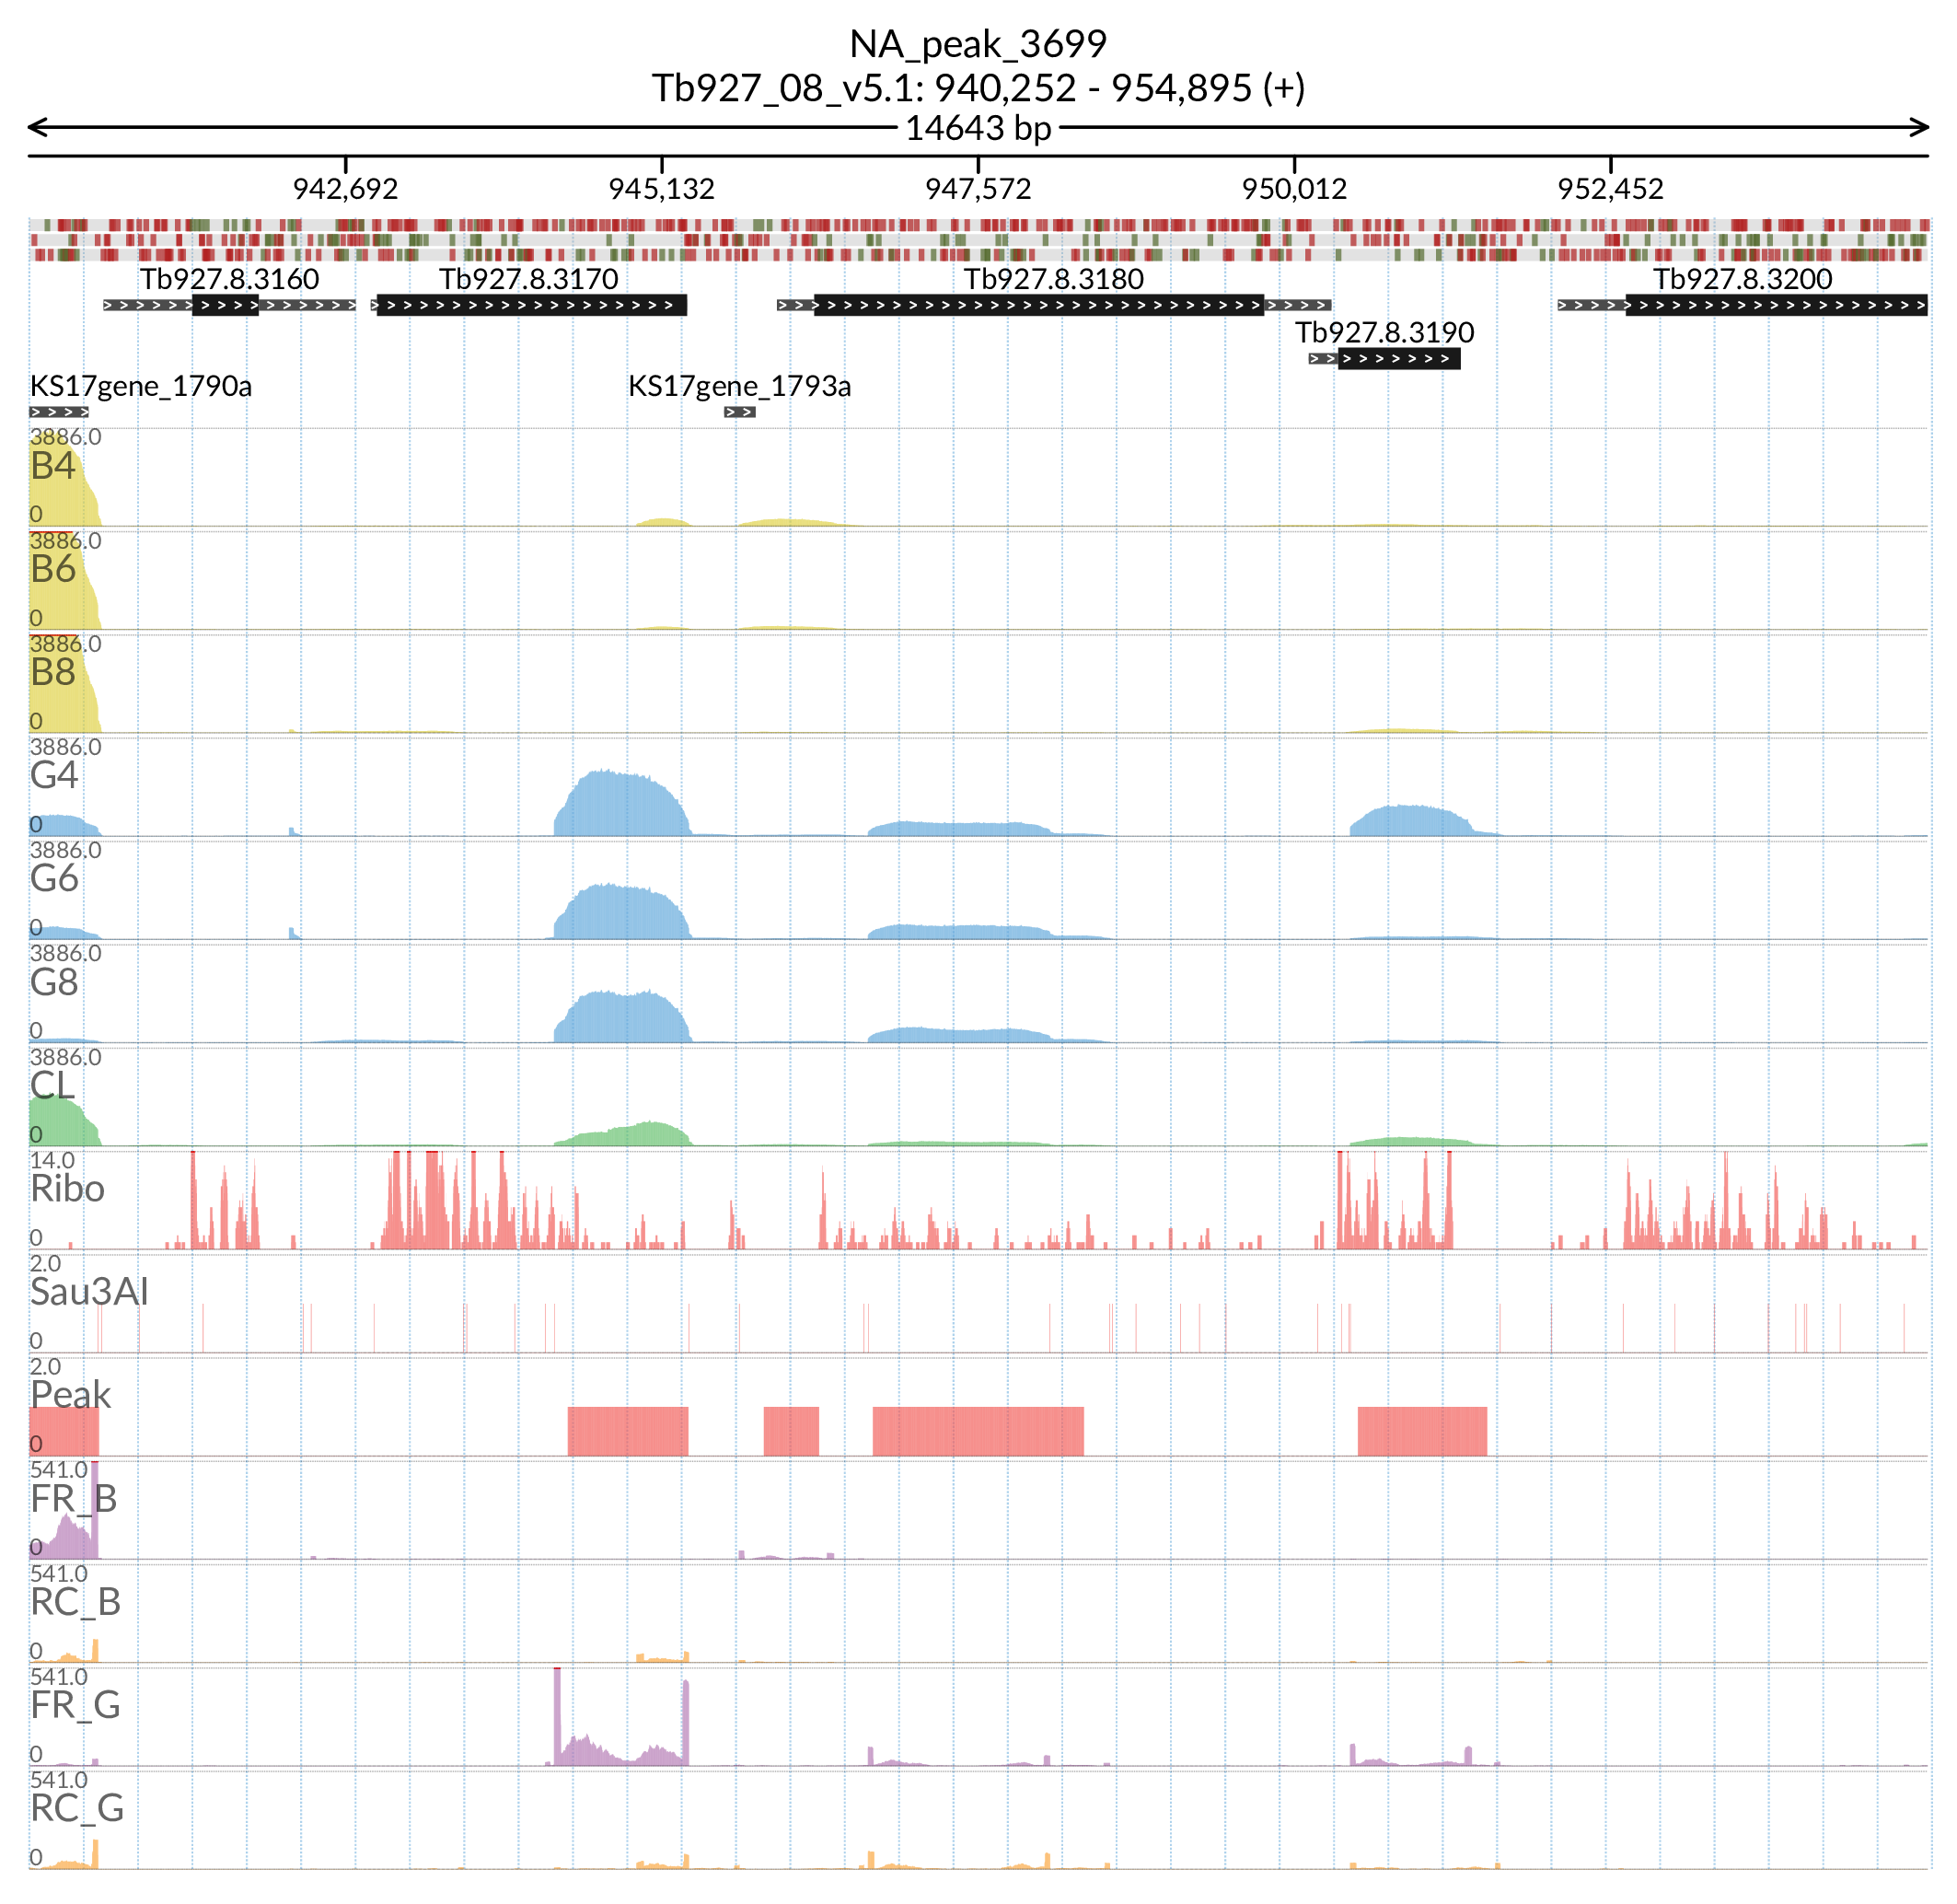 NA_peak_3699
Tb927_08_v5.1: 940,252 - 954,895 (+)
14643 bp
942,692 945,132 947,572 950,012 952,452
Tb927.8.3160 Tb927.8.3170 Tb927.8.3180 Tb927.8.3200
Tb927.8.3190
KS17gene_1790a KS17gene_1793a
3886.0
B4
0
3886.0
B6
0
3886.0
B8
0
3886.0
G4
0
3886.0
G6
0
3886.0
G8
0
3886.0
CL
0
14.0
Ribo
0
2.0
Sau3AI
0
2.0
Peak
0
541.0
FR_B
0
541.0
RC_B
0
541.0
FR_G
0
541.0
RC_G
0